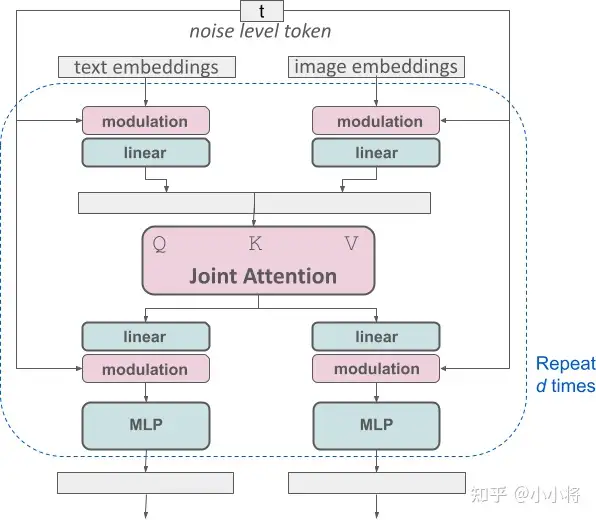 t
noise level token
text embeddings
image embeddings
modulation
modulation
linear
linear
Q K V
Joint Attention
linear
linear
modulation
modulation
Repeat
d times
MLP
MLP
知乎 @小小将